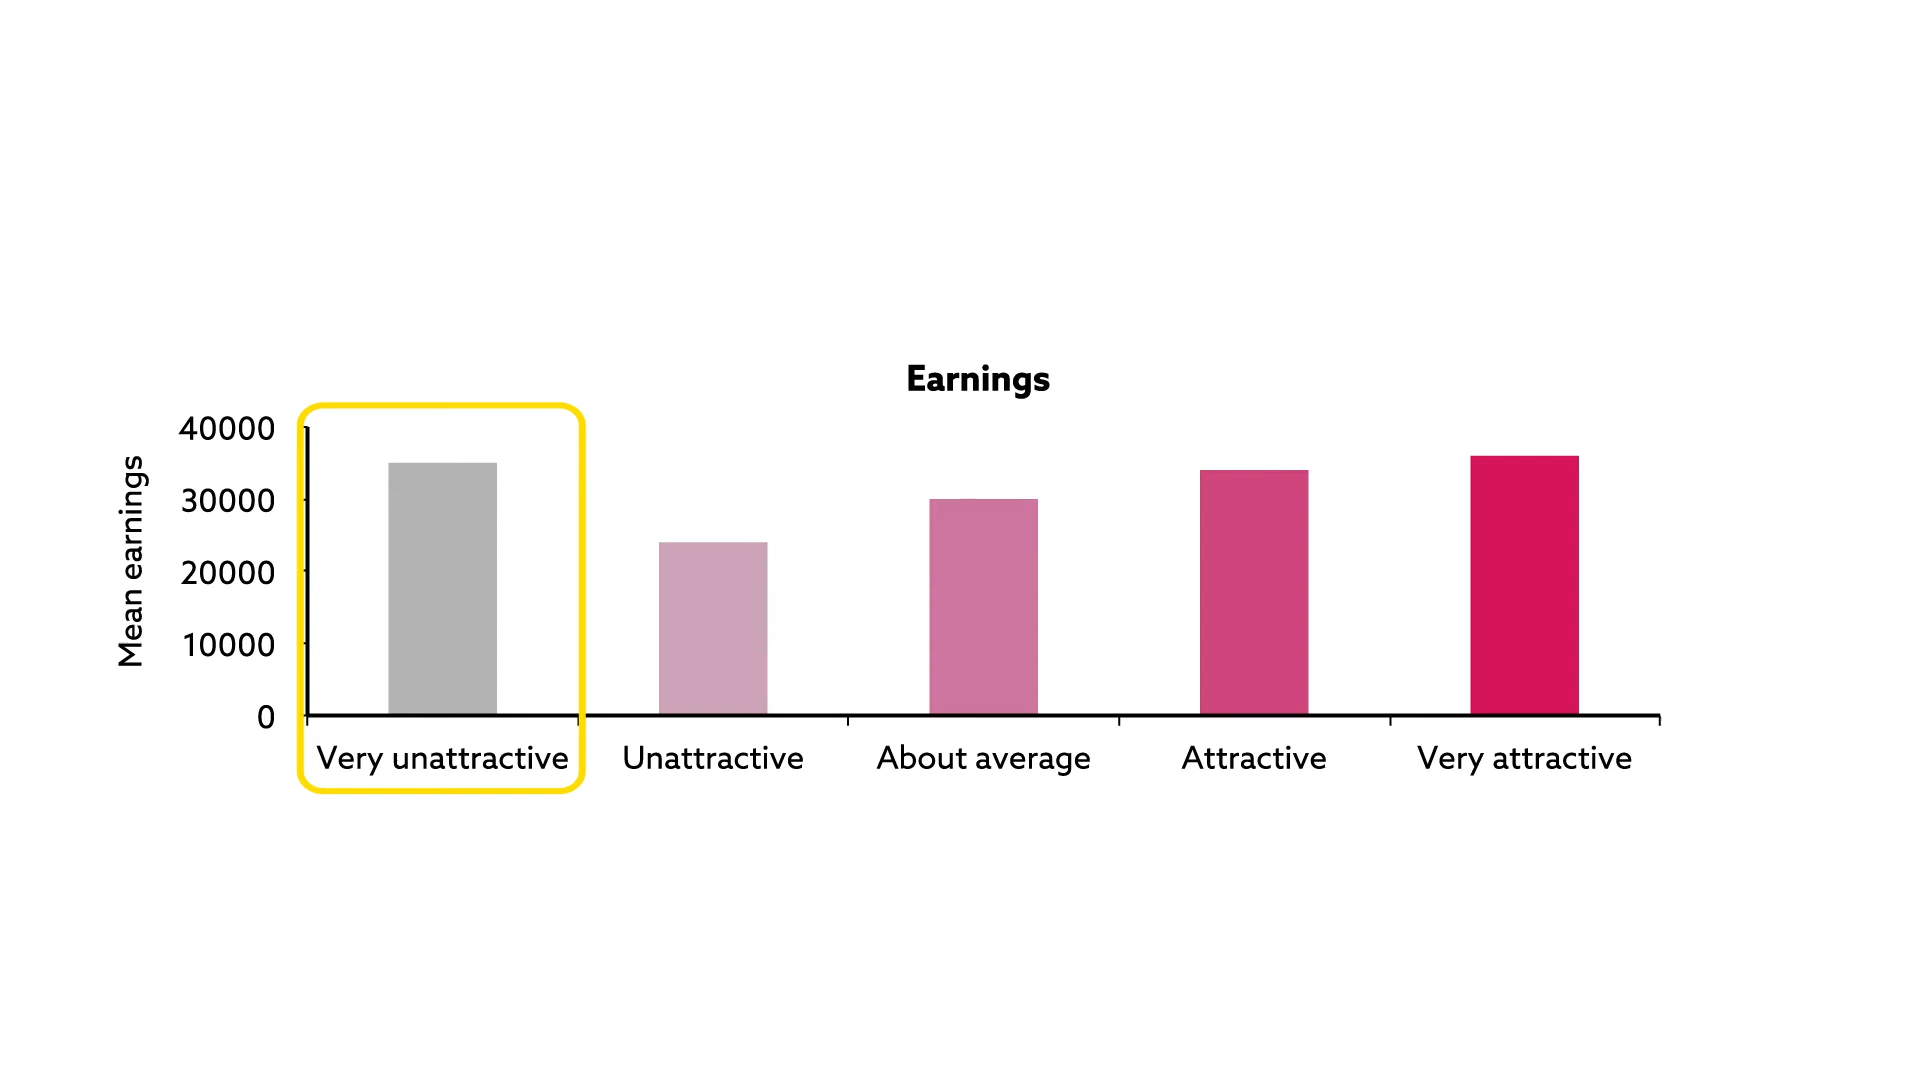 Earnings
Mean earnings
40000
30000
20000
10000
0
Very unattractive
Unattractive
About average
Attractive
Very attractive